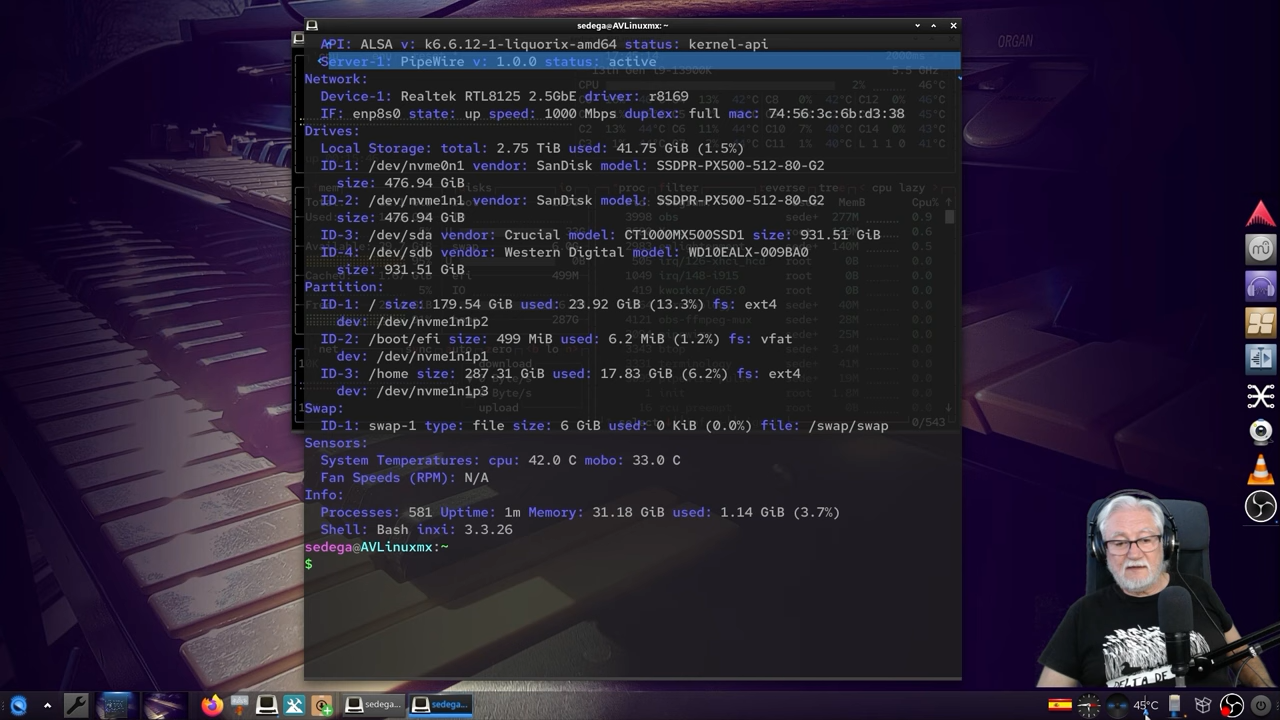 sedega@AVLinuxmx: ~
API: ALSA v: k6.6.12-1-liquorix-amd64 status: kernel-api
Server-1: PipeWire v: 1.0.0 status: active
Network:
Device-1: Realtek RTL8125 2.5GbE driver: r8169
IF: enp8s0 state: up speed: 1000 Mbps duplex: full mac: 74:56:3c:6b:d3:38
Drives:
Local Storage: total: 2.75 TiB used: 41.75 GiB (1.5%)
ID-1: /dev/nvme0n1 vendor: SanDisk model: SSDPR-PX500-512-80-G2
size: 476.94 GiB
ID-2: /dev/nvme1n1 vendor: SanDisk model: SSDPR-PX500-512-80-G2
size: 476.94 GiB
ID-3: /dev/sda vendor: Crucial model: CT1000MX500SSD1 size: 931.51 GiB
ID-4: /dev/sdb vendor: Western Digital model: WD10EALX-009BA0
size: 931.51 GiB
Partition:
ID-1: / size: 179.54 GiB used: 23.92 GiB (13.3%) fs: ext4
dev: /dev/nvme1n1p2
ID-2: /boot/efi size: 499 MiB used: 6.2 MiB (1.2%) fs: vfat
dev: /dev/nvme1n1p1
ID-3: /home size: 287.31 GiB used: 17.83 GiB (6.2%) fs: ext4
dev: /dev/nvme1n1p3
Swap:
ID-1: swap-1 type: file size: 6 GiB used: 0 KiB (0.0%) file: /swap/swap
Sensors:
System Temperatures: cpu: 42.0 C mobo: 33.0 C
Fan Speeds (RPM): N/A
Info:
Processes: 581 Uptime: 1m Memory: 31.18 GiB used: 1.14 GiB (3.7%)
Shell: Bash inxi: 3.3.26
sedega@AVLinuxmx:~
$
ORGAN
DELTA DE
sedega...
sedega...
45°C